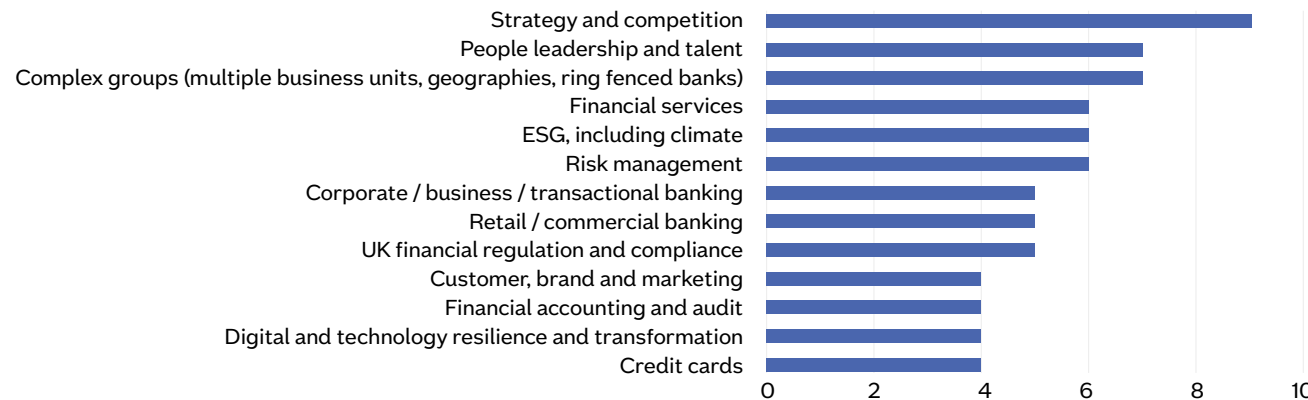 Strategy and competition
People leadership and talent
Complex groups (multiple business units, geographies, ring fenced banks)
Financial services
ESG, including climate
Risk management
Corporate / business / transactional banking
Retail / commercial banking
UK financial regulation and compliance
Customer, brand and marketing
Financial accounting and audit
Digital and technology resilience and transformation
Credit cards
0 2 4 6 8 10